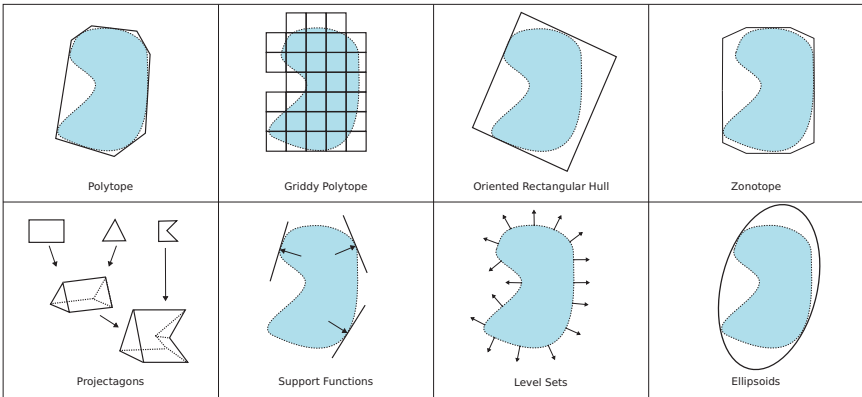 Polytope
Griddy Polytope
Oriented Rectangular Hull
Zonotope
Projectagons
Support Functions
Level Sets
Ellipsoids